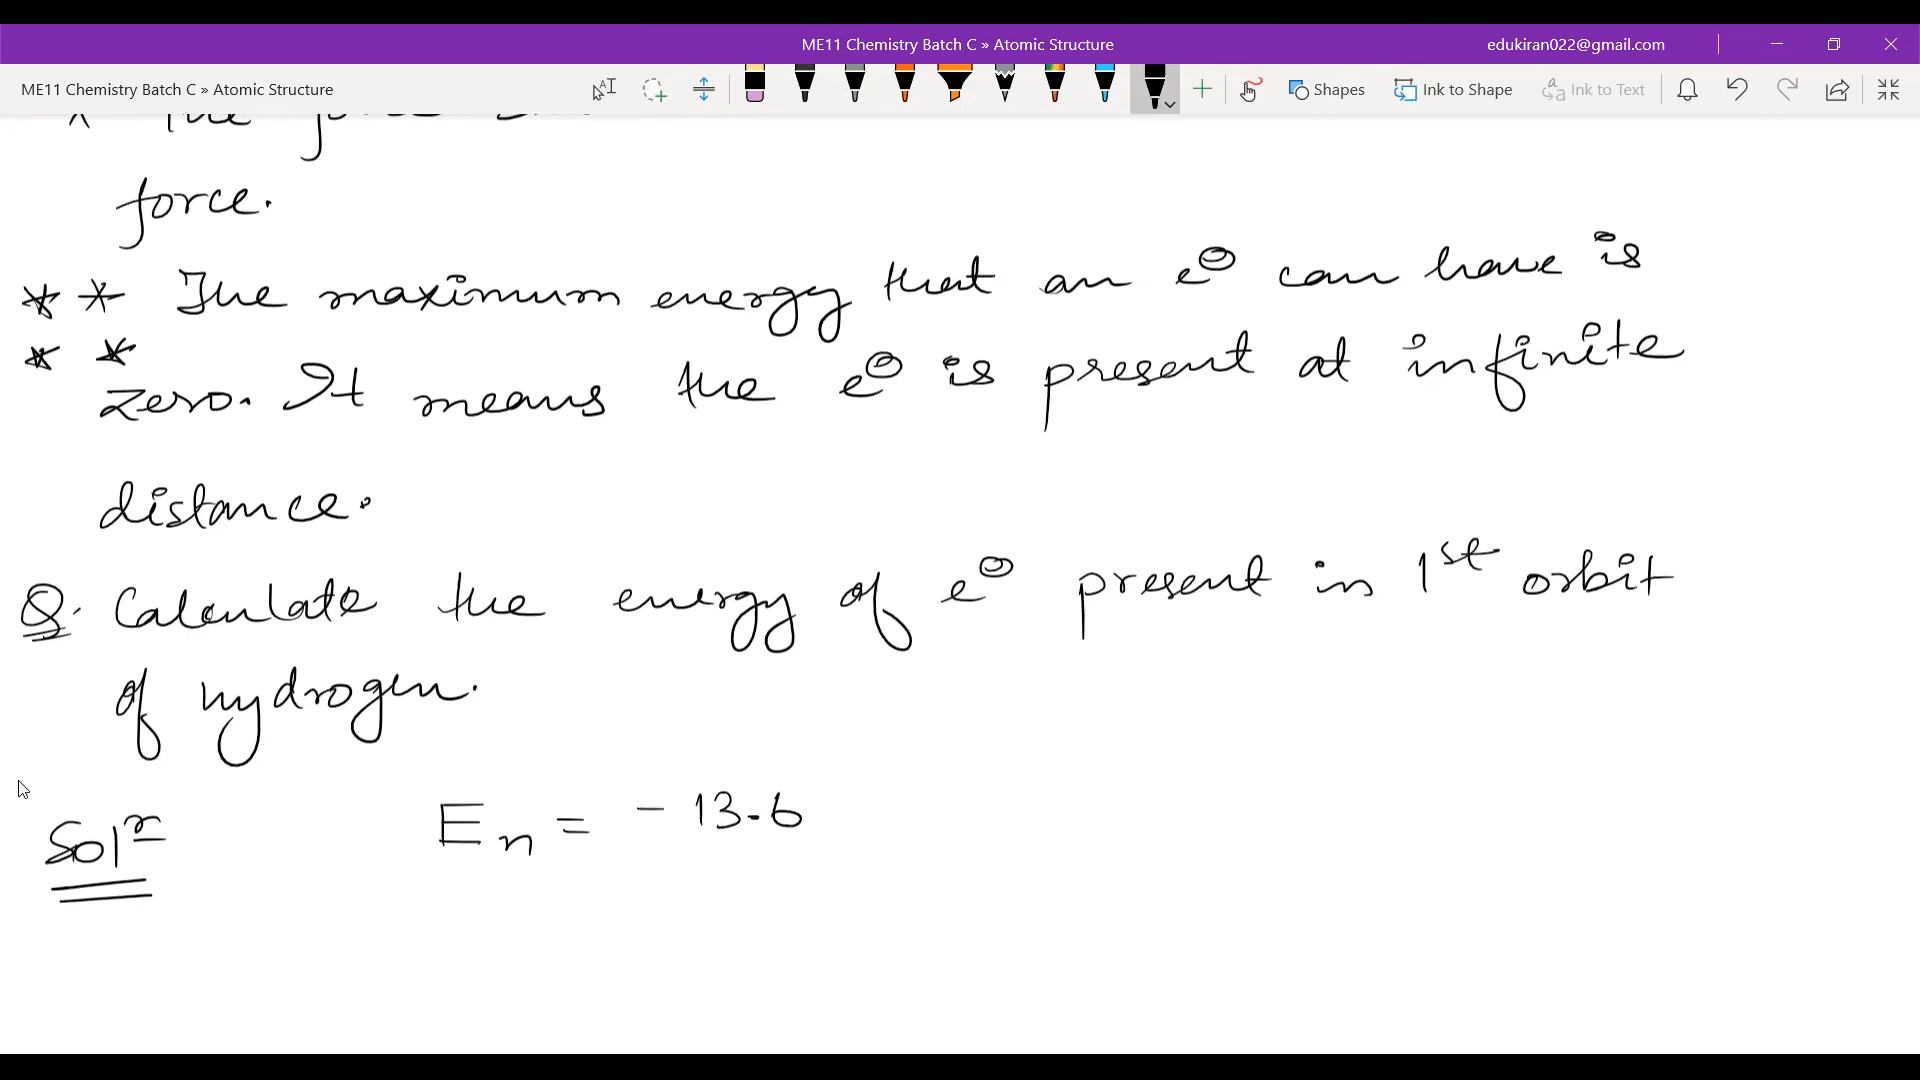 ME11 Chemistry Batch C » Atomic Structure
edukiran022@gmail.com
ME11 Chemistry Batch C » Atomic Structure
Shapes
Ink to Shape
Ink to Text
* The force
force.
** The maximum energy that an e⊖ can have is
** zero. It means the e⊖ is present at infinite
distance.
Q. Calculate the energy of e⊖ present in 1st orbit
of hydrogen.
Solⁿ
En = - 13.6